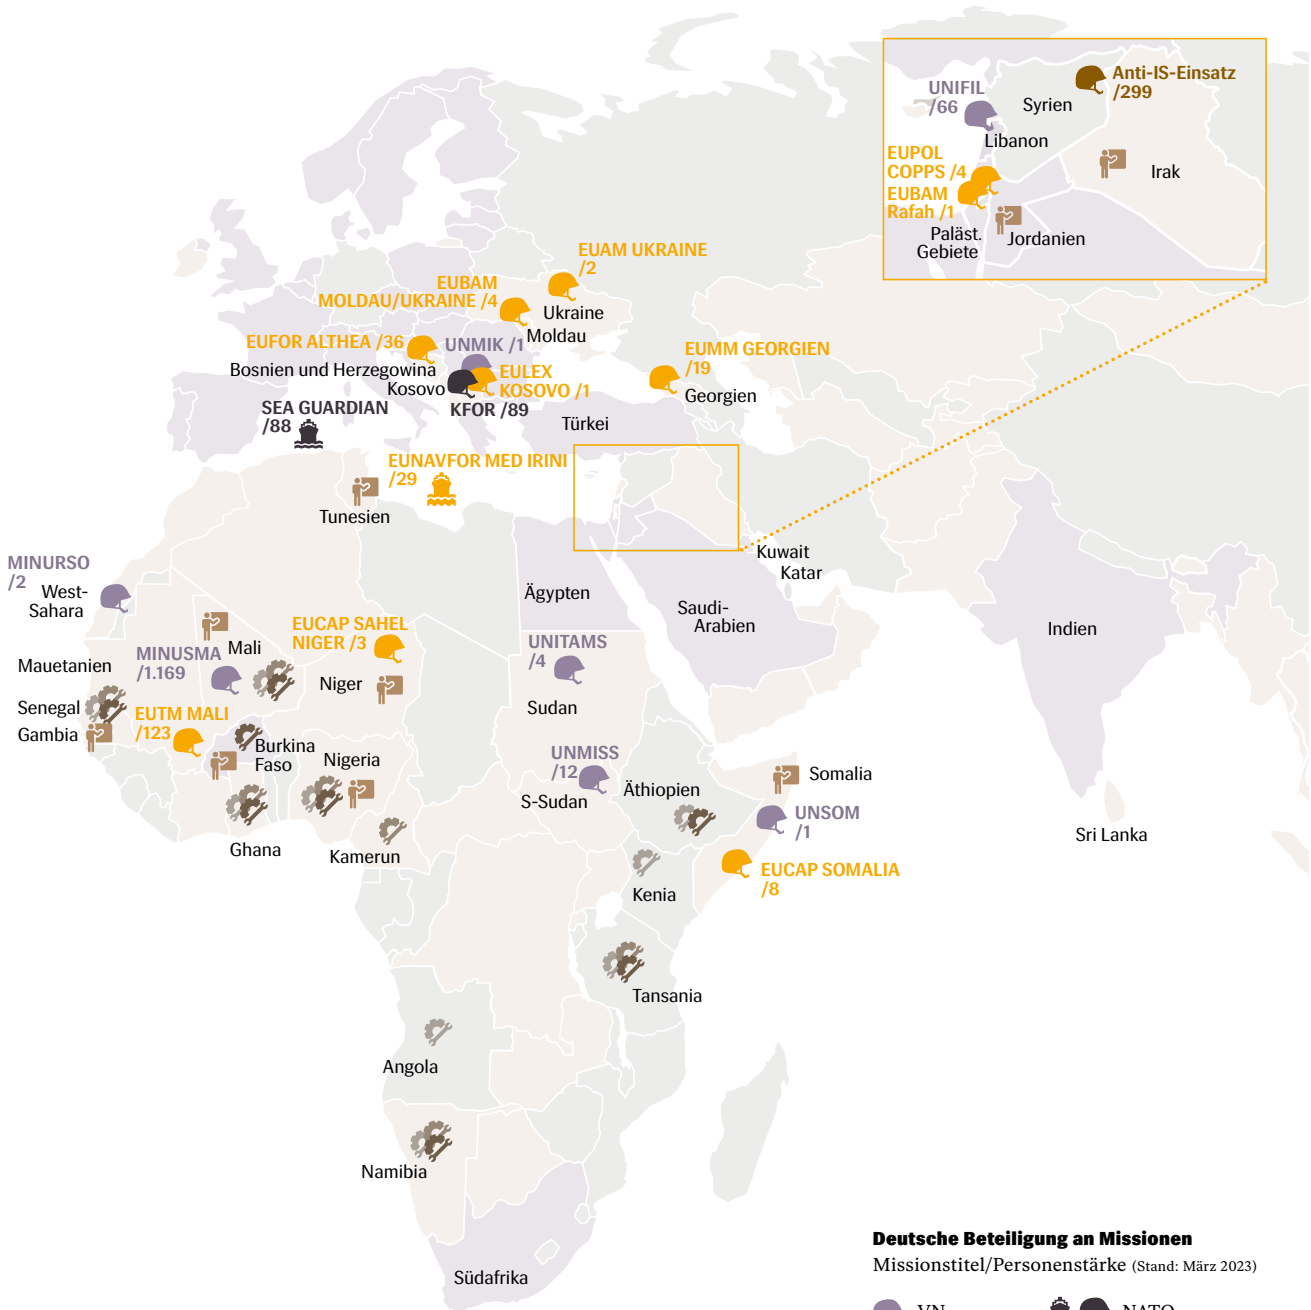 Anti-IS-Einsatz
/299
UNIFIL
/66
Syrien
Libanon
EUPOL
COPPS /4
Irak
EUBAM
Rafah /1
Paläst.
Gebiete
Jordanien
EUAM UKRAINE
/2
EUBAM
MOLDAU/UKRAINE /4
Ukraine
Moldau
EUFOR ALTHEA /36
UNMIK /1
EUMM GEORGIEN
/19
Bosnien und Herzegowina
Kosovo
EULEX
KOSOVO /1
Georgien
SEA GUARDIAN
/88
KFOR /89
Türkei
EUNAVFOR MED IRINI
/29
Tunesien
Kuwait
Katar
MINURSO
/2
West-
Sahara
Ägypten
Saudi-
Arabien
EUCAP SAHEL
NIGER /3
Indien
Mali
MINUSMA
/1.169
UNITAMS
/4
Mauetanien
Niger
Senegal
Gambia
EUTM MALI
/123
Sudan
Burkina
Faso
Nigeria
UNMISS
/12
Somalia
S-Sudan
Äthiopien
UNSOM
/1
Sri Lanka
Ghana
Kamerun
EUCAP SOMALIA
/8
Kenia
Tansania
Angola
Namibia
Südafrika
Deutsche Beteiligung an Missionen
Missionstitel/Personenstärke (Stand: März 2023)
VN
NATO